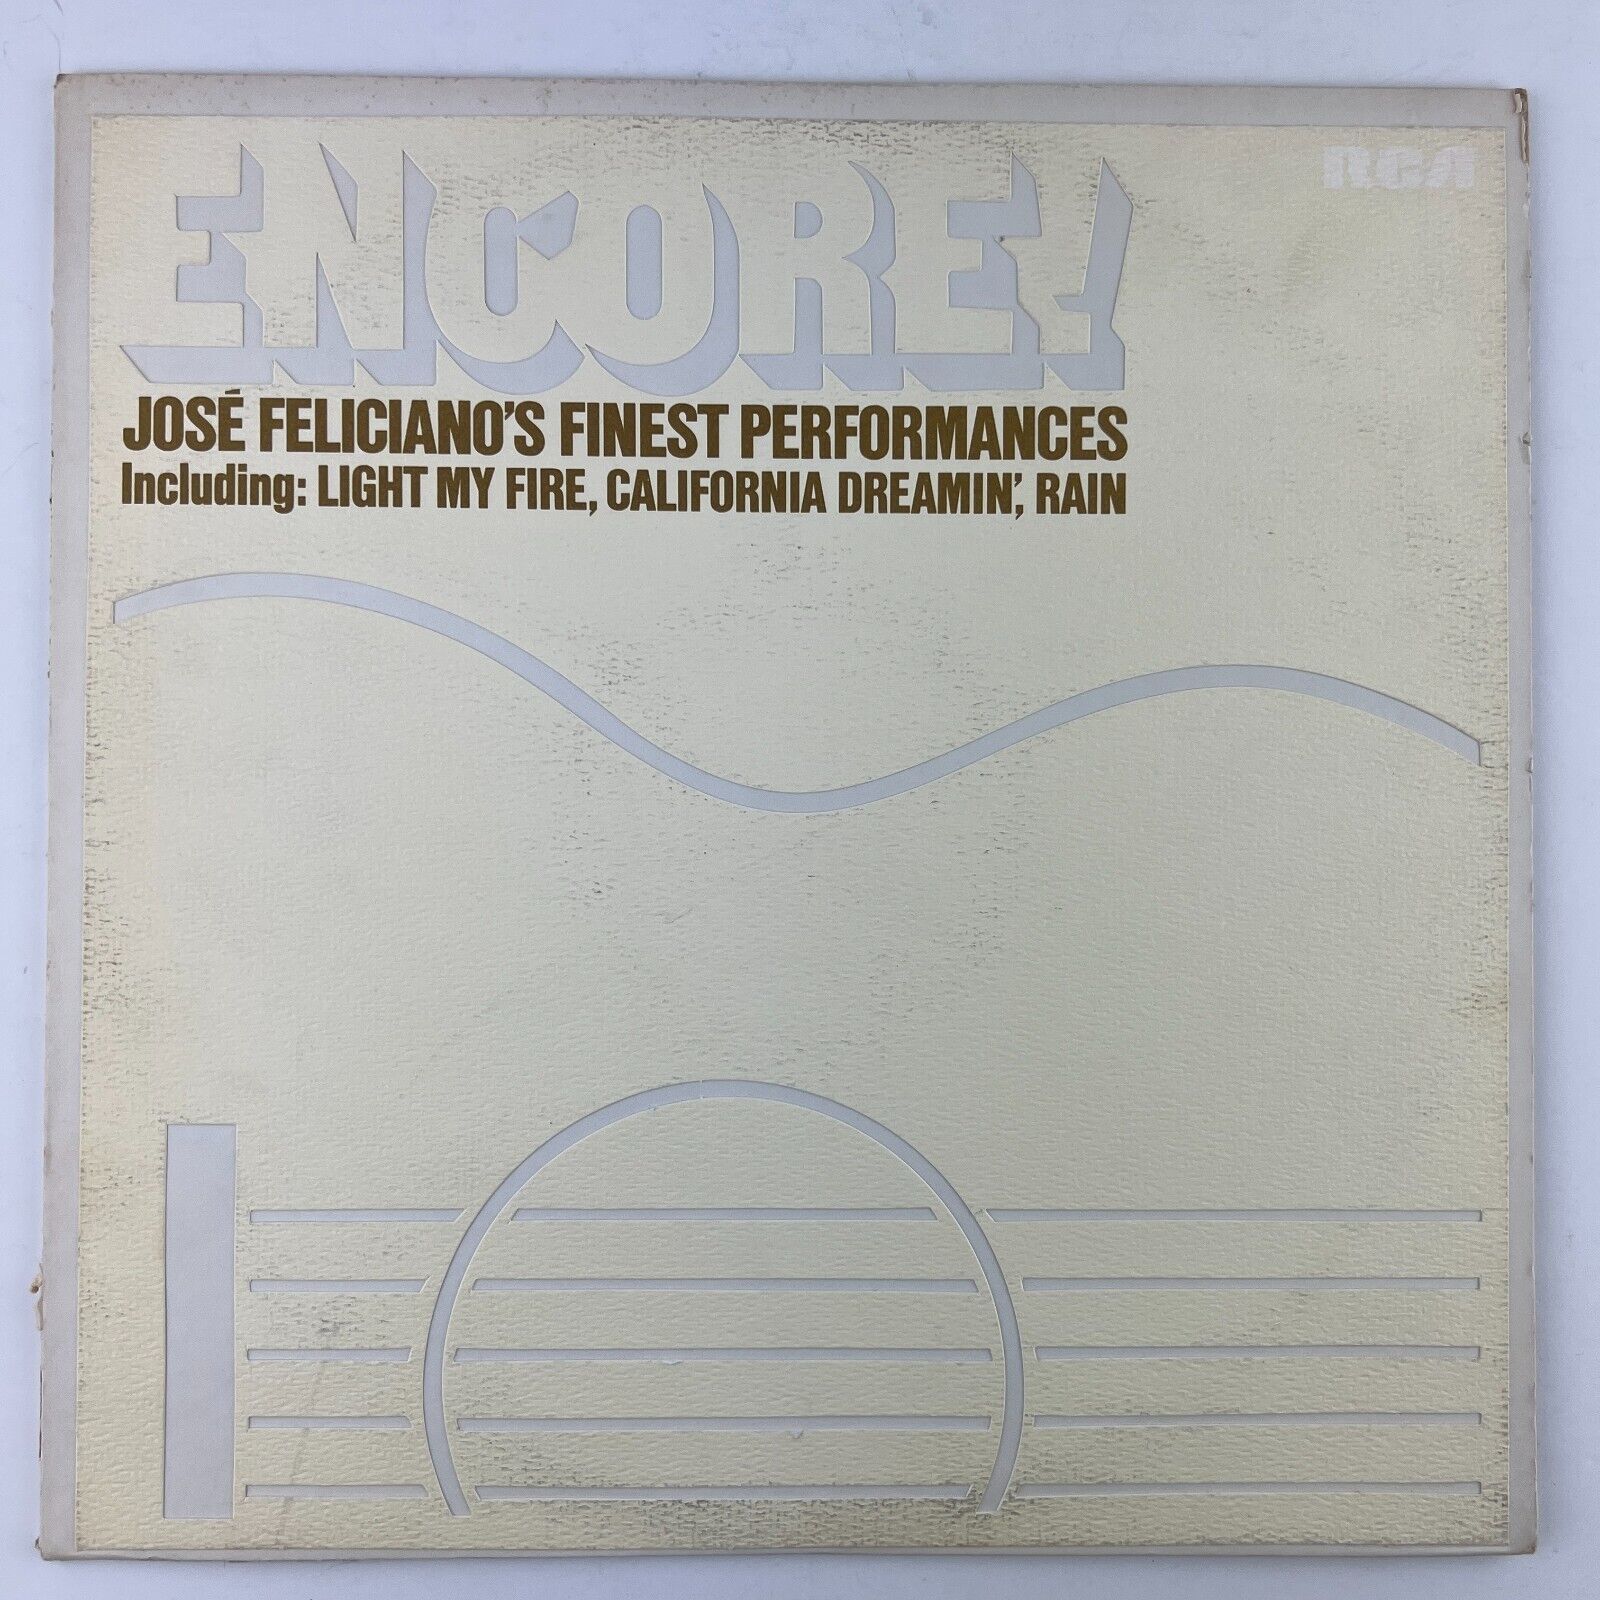 ENCORE!
RCA
JOSÉ FELICIANO'S FINEST PERFORMANCES
Including: LIGHT MY FIRE, CALIFORNIA DREAMIN', RAIN